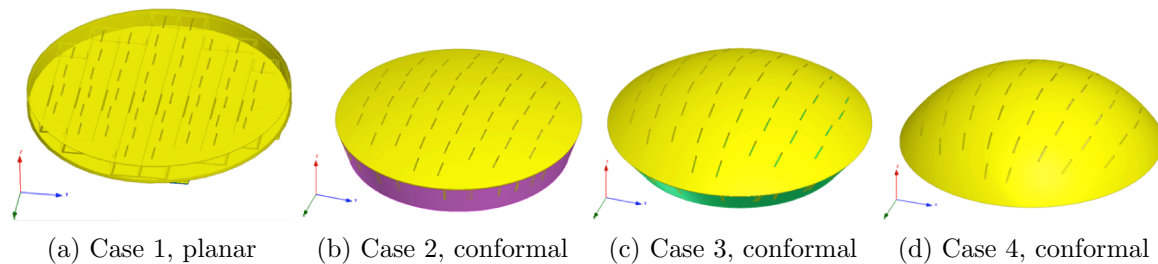 (a) Case 1, planar
(b) Case 2, conformal
(c) Case 3, conformal
(d) Case 4, conformal